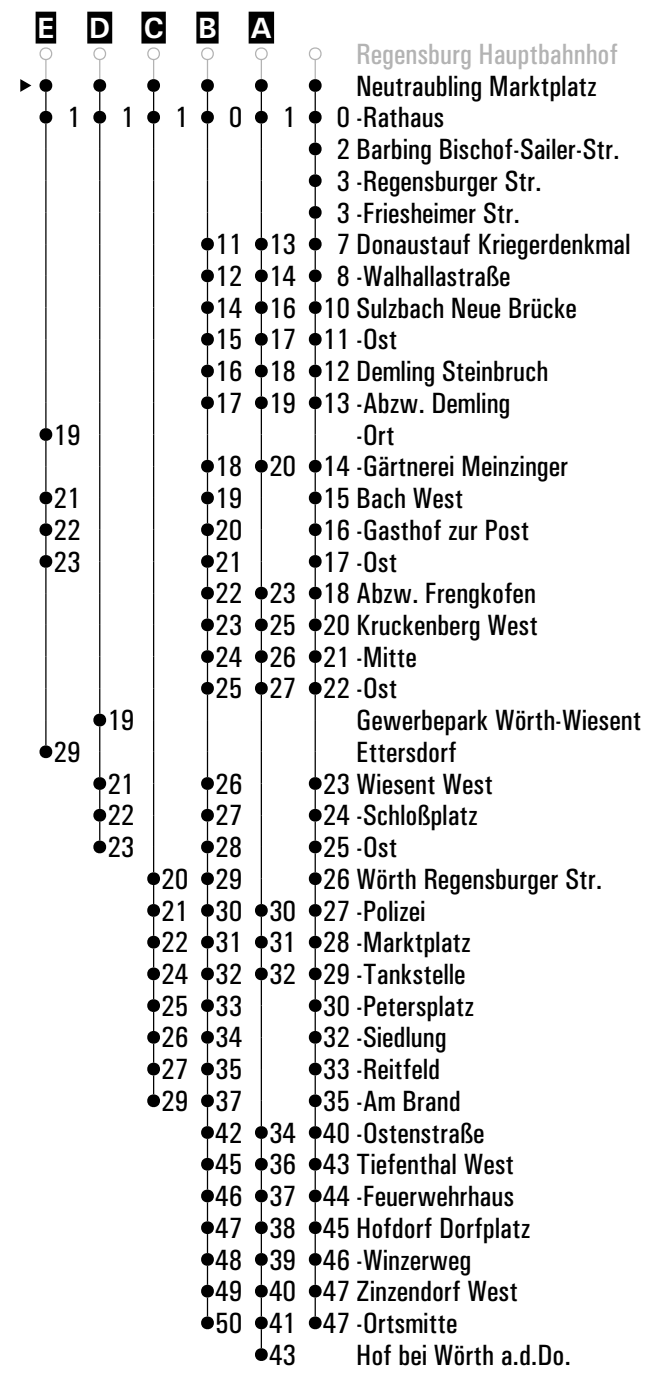 E D C B A
Regensburg Hauptbahnhof
Neutraubling Marktplatz
1 1 1 0 1 0 -Rathaus
2 Barbing Bischof-Sailer-Str.
3 -Regensburger Str.
3 -Friesheimer Str.
11 13 7 Donaustauf Kriegerdenkmal
12 14 8 -Walhallastraße
14 16 10 Sulzbach Neue Brücke
15 17 11 -Ost
16 18 12 Demling Steinbruch
17 19 13 -Abzw. Demling
19 -Ort
18 20 14 -Gärtnerei Meinzinger
21 19 15 Bach West
22 20 16 -Gasthof zur Post
23 21 17 -Ost
22 23 18 Abzw. Frengkofen
23 25 20 Kruckenberg West
24 26 21 -Mitte
25 27 22 -Ost
19 Gewerbepark Wörth-Wiesent
29 Ettersdorf
21 26 23 Wiesent West
22 27 24 -Schloßplatz
23 28 25 -Ost
20 29 26 Wörth Regensburger Str.
21 30 30 27 -Polizei
22 31 31 28 -Marktplatz
24 32 32 29 -Tankstelle
25 33 30 -Petersplatz
26 34 32 -Siedlung
27 35 33 -Reitfeld
29 37 35 -Am Brand
42 34 40 -Ostenstraße
45 36 43 Tiefenthal West
46 37 44 -Feuerwehrhaus
47 38 45 Hofdorf Dorfplatz
48 39 46 -Winzerweg
49 40 47 Zinzendorf West
50 41 47 -Ortsmitte
43 Hof bei Wörth a.d.Do.